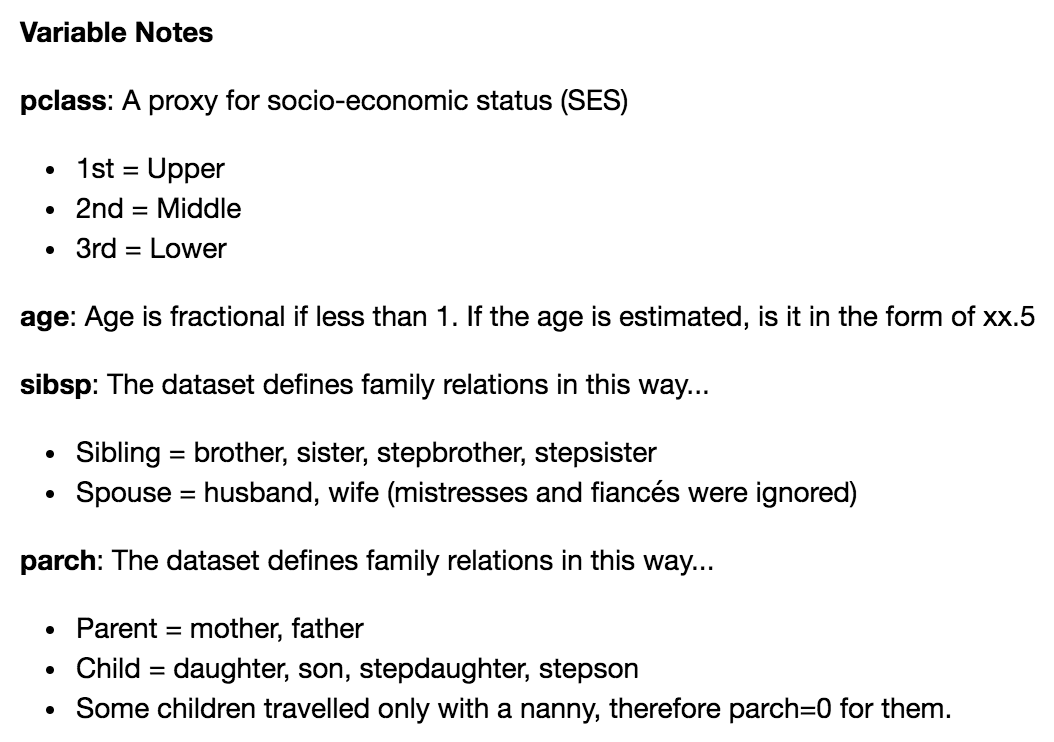 Variable Notes
pclass: A proxy for socio-economic status (SES)
• 1st = Upper
• 2nd = Middle
• 3rd = Lower
age: Age is fractional if less than 1. If the age is estimated, is it in the form of xx.5
sibsp: The dataset defines family relations in this way...
• Sibling = brother, sister, stepbrother, stepsister
• Spouse = husband, wife (mistresses and fiancés were ignored)
parch: The dataset defines family relations in this way...
• Parent = mother, father
• Child = daughter, son, stepdaughter, stepson
• Some children travelled only with a nanny, therefore parch=0 for them.